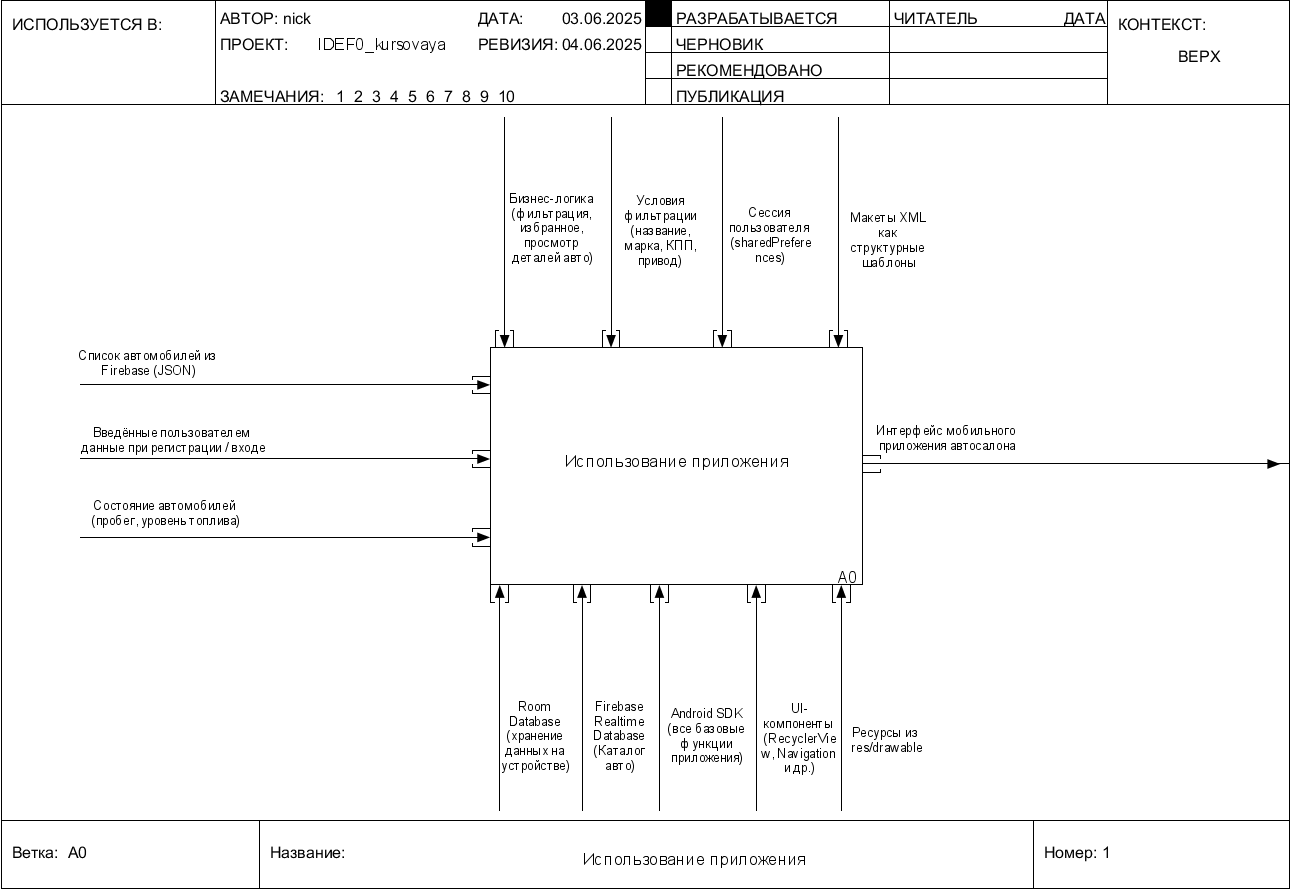 ИСПОЛЬЗУЕТСЯ В:
АВТОР: nick
ДАТА: 03.06.2025
ПРОЕКТ: IDEF0_kursovaya
РЕВИЗИЯ: 04.06.2025
ЗАМЕЧАНИЯ: 1 2 3 4 5 6 7 8 9 10
РАЗРАБАТЫВАЕТСЯ
ЧЕРНОВИК
РЕКОМЕНДОВАНО
ПУБЛИКАЦИЯ
ЧИТАТЕЛЬ
ДАТА
КОНТЕКСТ:
ВЕРХ
Бизнес-логика
(фильтрация,
избранное,
просмотр
деталей авто)
Условия
фильтрации
(название,
марка, КПП,
привод)
Сессия
пользователя
(sharedPrefere
nces)
Макеты XML
как
структурные
шаблоны
Список автомобилей из
Firebase (JSON)
Введённые пользователем
данные при регистрации / входе
Состояние автомобилей
(пробег, уровень топлива)
Использование приложения
A0
Интерфейс мобильного
приложения автосалона
Room
Database
(хранение
данных на
устройстве)
Firebase
Realtime
Database
(Каталог
авто)
Android SDK
(все базовые
функции
приложения)
UI-
компоненты
(RecyclerVie
w, Navigation
и др.)
Ресурсы из
res/drawable
Ветка: A0
Название:
Использование приложения
Номер: 1